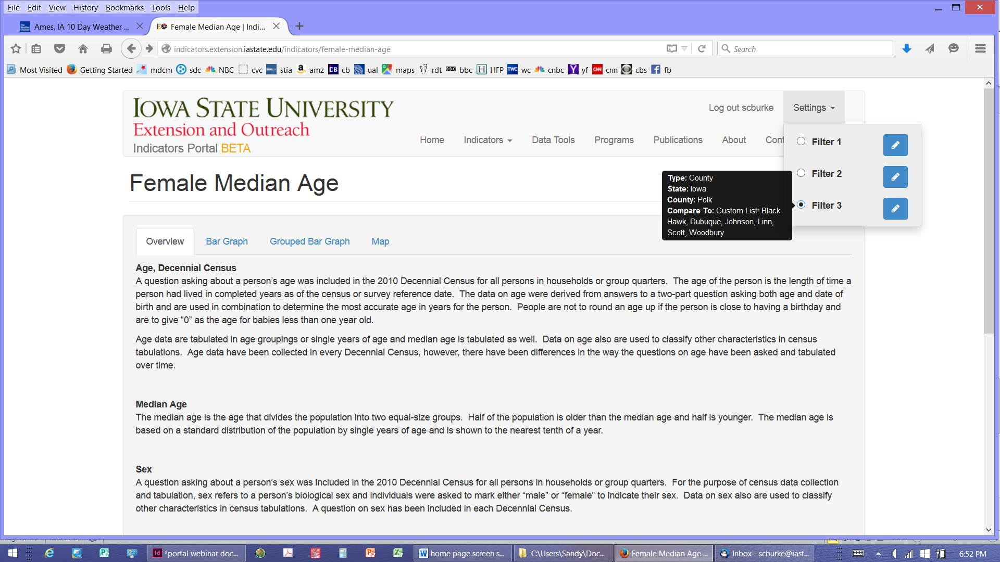 File Edit View History Bookmarks Tools Help
Ames, IA 10 Day Weather ...
Female Median Age | Indi...
indicators.extension.iastate.edu/indicators/female-median-age
Search
Most Visited Getting Started mdcm sdc NBC cvc stia amz cb ual maps rdt bbc HFP wc cnbc yf cnn cbs fb
IOWA STATE UNIVERSITY
Extension and Outreach
Indicators Portal BETA
Log out scburke Settings
Home Indicators Data Tools Programs Publications About Cont
Filter 1
Filter 2
Filter 3
Type: County
State: Iowa
County: Polk
Compare To: Custom List: Black
Hawk, Dubuque, Johnson, Linn,
Scott, Woodbury
Female Median Age
Overview Bar Graph Grouped Bar Graph Map
Age, Decennial Census
A question asking about a person’s age was included in the 2010 Decennial Census for all persons in households or group quarters.  The age of the person is the length of time a
person had lived in completed years as of the census or survey reference date.  The data on age were derived from answers to a two-part question asking both age and date of
birth and are used in combination to determine the most accurate age in years for the person.  People are not to round an age up if the person is close to having a birthday and
are to give “0” as the age for babies less than one year old.
Age data are tabulated in age groupings or single years of age and median age is tabulated as well.  Data on age also are used to classify other characteristics in census
tabulations.  Age data have been collected in every Decennial Census, however, there have been differences in the way the questions on age have been asked and tabulated
over time.
Median Age
The median age is the age that divides the population into two equal-size groups.  Half of the population is older than the median age and half is younger.  The median age is
based on a standard distribution of the population by single years of age and is shown to the nearest tenth of a year.
Sex
A question asking about a person’s sex was included in the 2010 Decennial Census for all persons in households or group quarters.  For the purpose of census data collection
and tabulation, sex refers to a person’s biological sex and individuals were asked to mark either “male” or “female” to indicate their sex.  Data on sex also are used to classify
other characteristics in census tabulations.  A question on sex has been included in each Decennial Census.
*portal webinar doc... home page screen s... C:\Users\Sandy\Doc... Female Median Age ... Inbox - scburke@iast... 6:52 PM